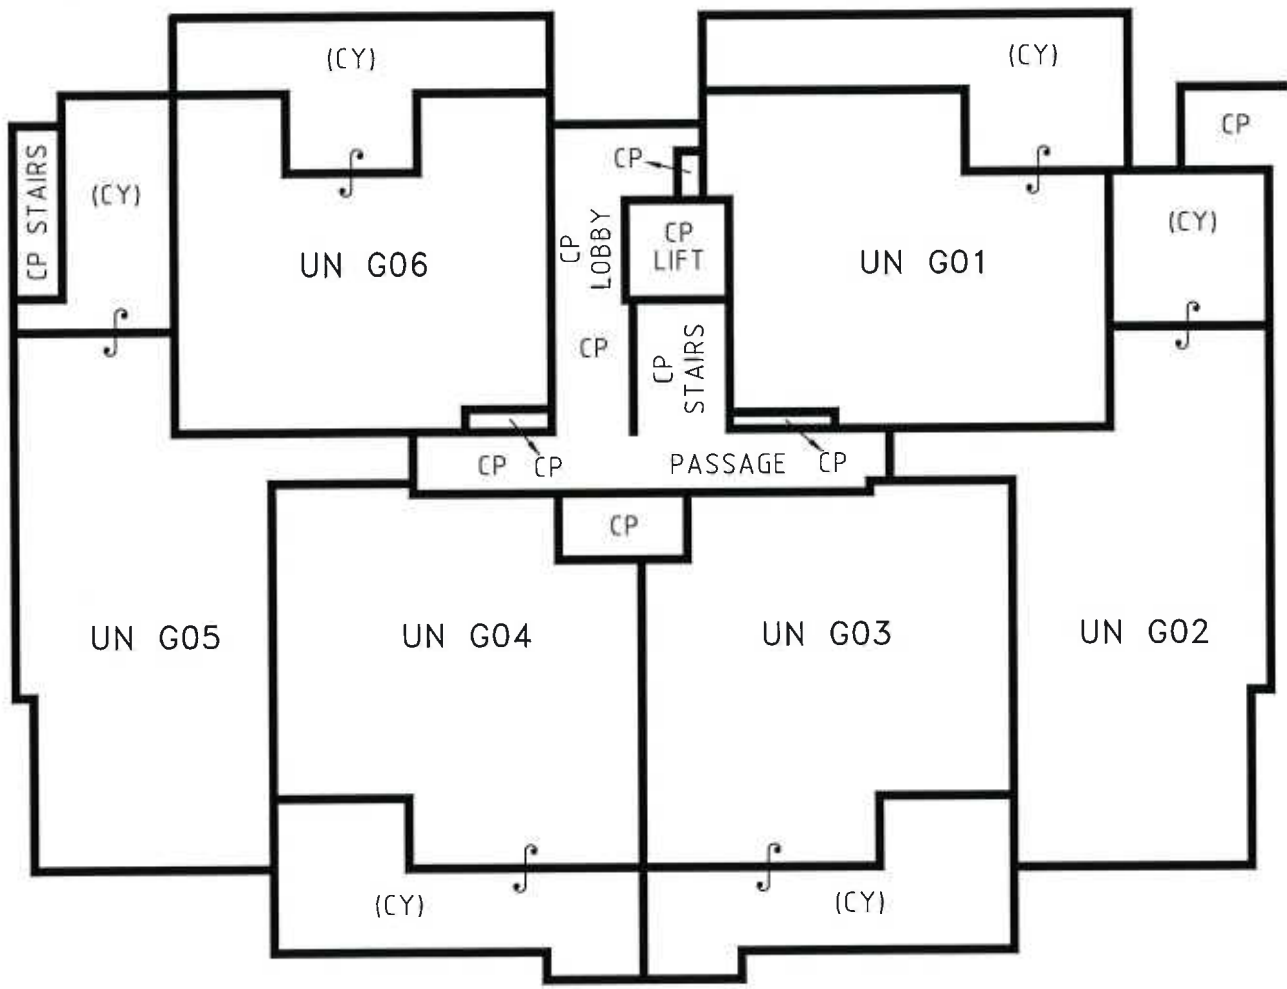 (CY)
(CY)
CP
CP STAIRS
(CY)
CP
(CY)
UN G06
CP
LOBBY
CP
LIFT
UN G01
CP
CP
STAIRS
CP
CP
PASSAGE
CP
CP
UN G05
UN G04
UN G03
UN G02
(CY)
(CY)